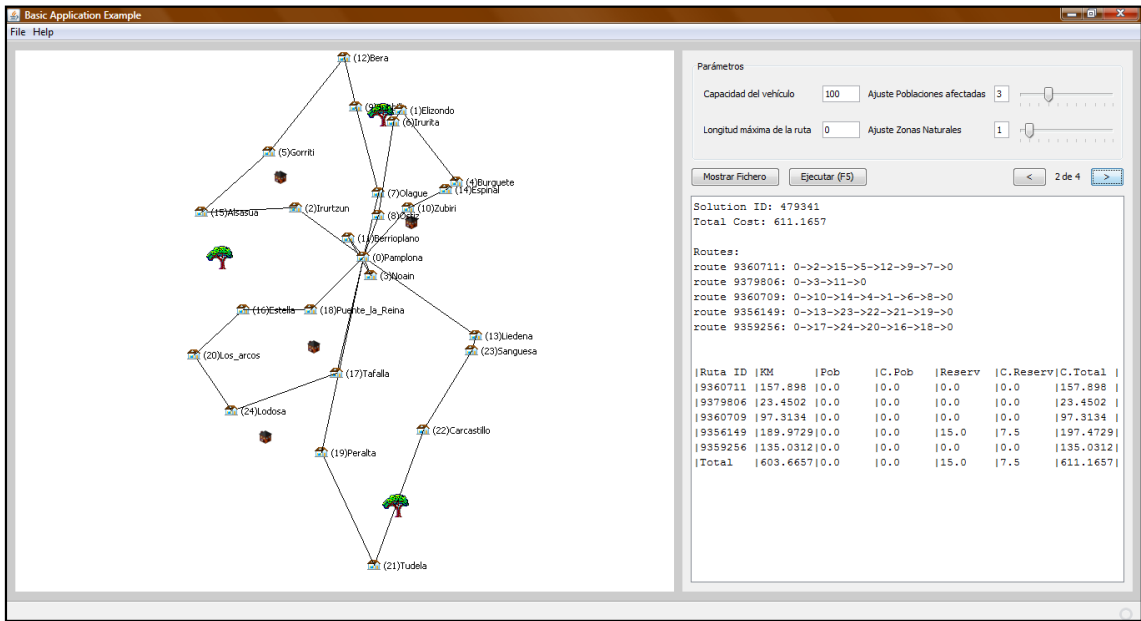 Basic Application Example
File Help
(12)Bera
(1)Elizondo
(6)Irurita
(5)Gorriti
(4)Burguete
(14)Espinal
(7)Olague
(2)Irurtzun
(10)Zubiri
(15)Alsasua
(8)Ostiz
(11)Berrioplano
(0)Pamplona
(3)Noain
(16)Estella
(18)Puente_la_Reina
(13)Liedena
(23)Sanguesa
(20)Los_arcos
(17)Tafalla
(24)Lodosa
(22)Carcastillo
(19)Peralta
(21)Tudela
Parámetros
Capacidad del vehículo 100 Ajuste Poblaciones afectadas 3
Longitud máxima de la ruta 0 Ajuste Zonas Naturales 1
Mostrar Fichero Ejecutar (F5) < 2 de 4 >
Solution ID: 479341
Total Cost: 611.1657
Routes:
route 9360711: 0->2->15->5->12->9->7->0
route 9379806: 0->3->11->0
route 9360709: 0->10->14->4->1->6->8->0
route 9356149: 0->13->23->22->21->19->0
route 9359256: 0->17->24->20->16->18->0
|Ruta ID |KM |Pob |C.Pob |Reserv |C.Reserv|C.Total |
|9360711 |157.898 |0.0 |0.0 |0.0 |0.0 |157.898 |
|9379806 |23.4502 |0.0 |0.0 |0.0 |0.0 |23.4502 |
|9360709 |97.3134 |0.0 |0.0 |0.0 |0.0 |97.3134 |
|9356149 |189.9729|0.0 |0.0 |15.0 |7.5 |197.4729|
|9359256 |135.0312|0.0 |0.0 |0.0 |0.0 |135.0312|
|Total |603.6657|0.0 |0.0 |15.0 |7.5 |611.1657|